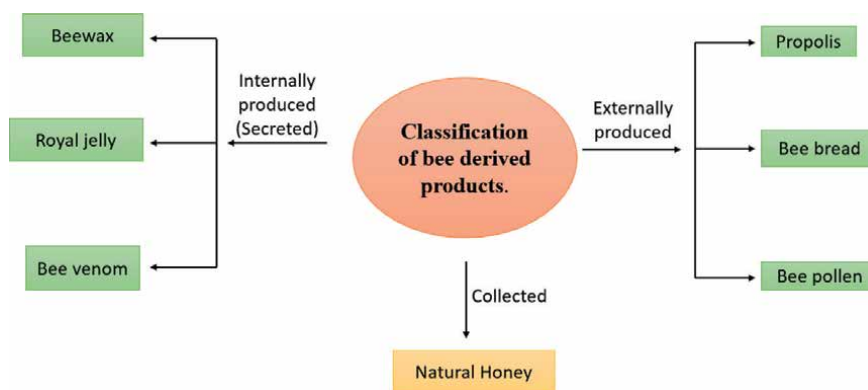 Beewax
Royal jelly
Bee venom
Internally
produced
(Secreted)
Classification
of bee derived
products.
Externally
produced
Propolis
Bee bread
Bee pollen
Collected
Natural Honey